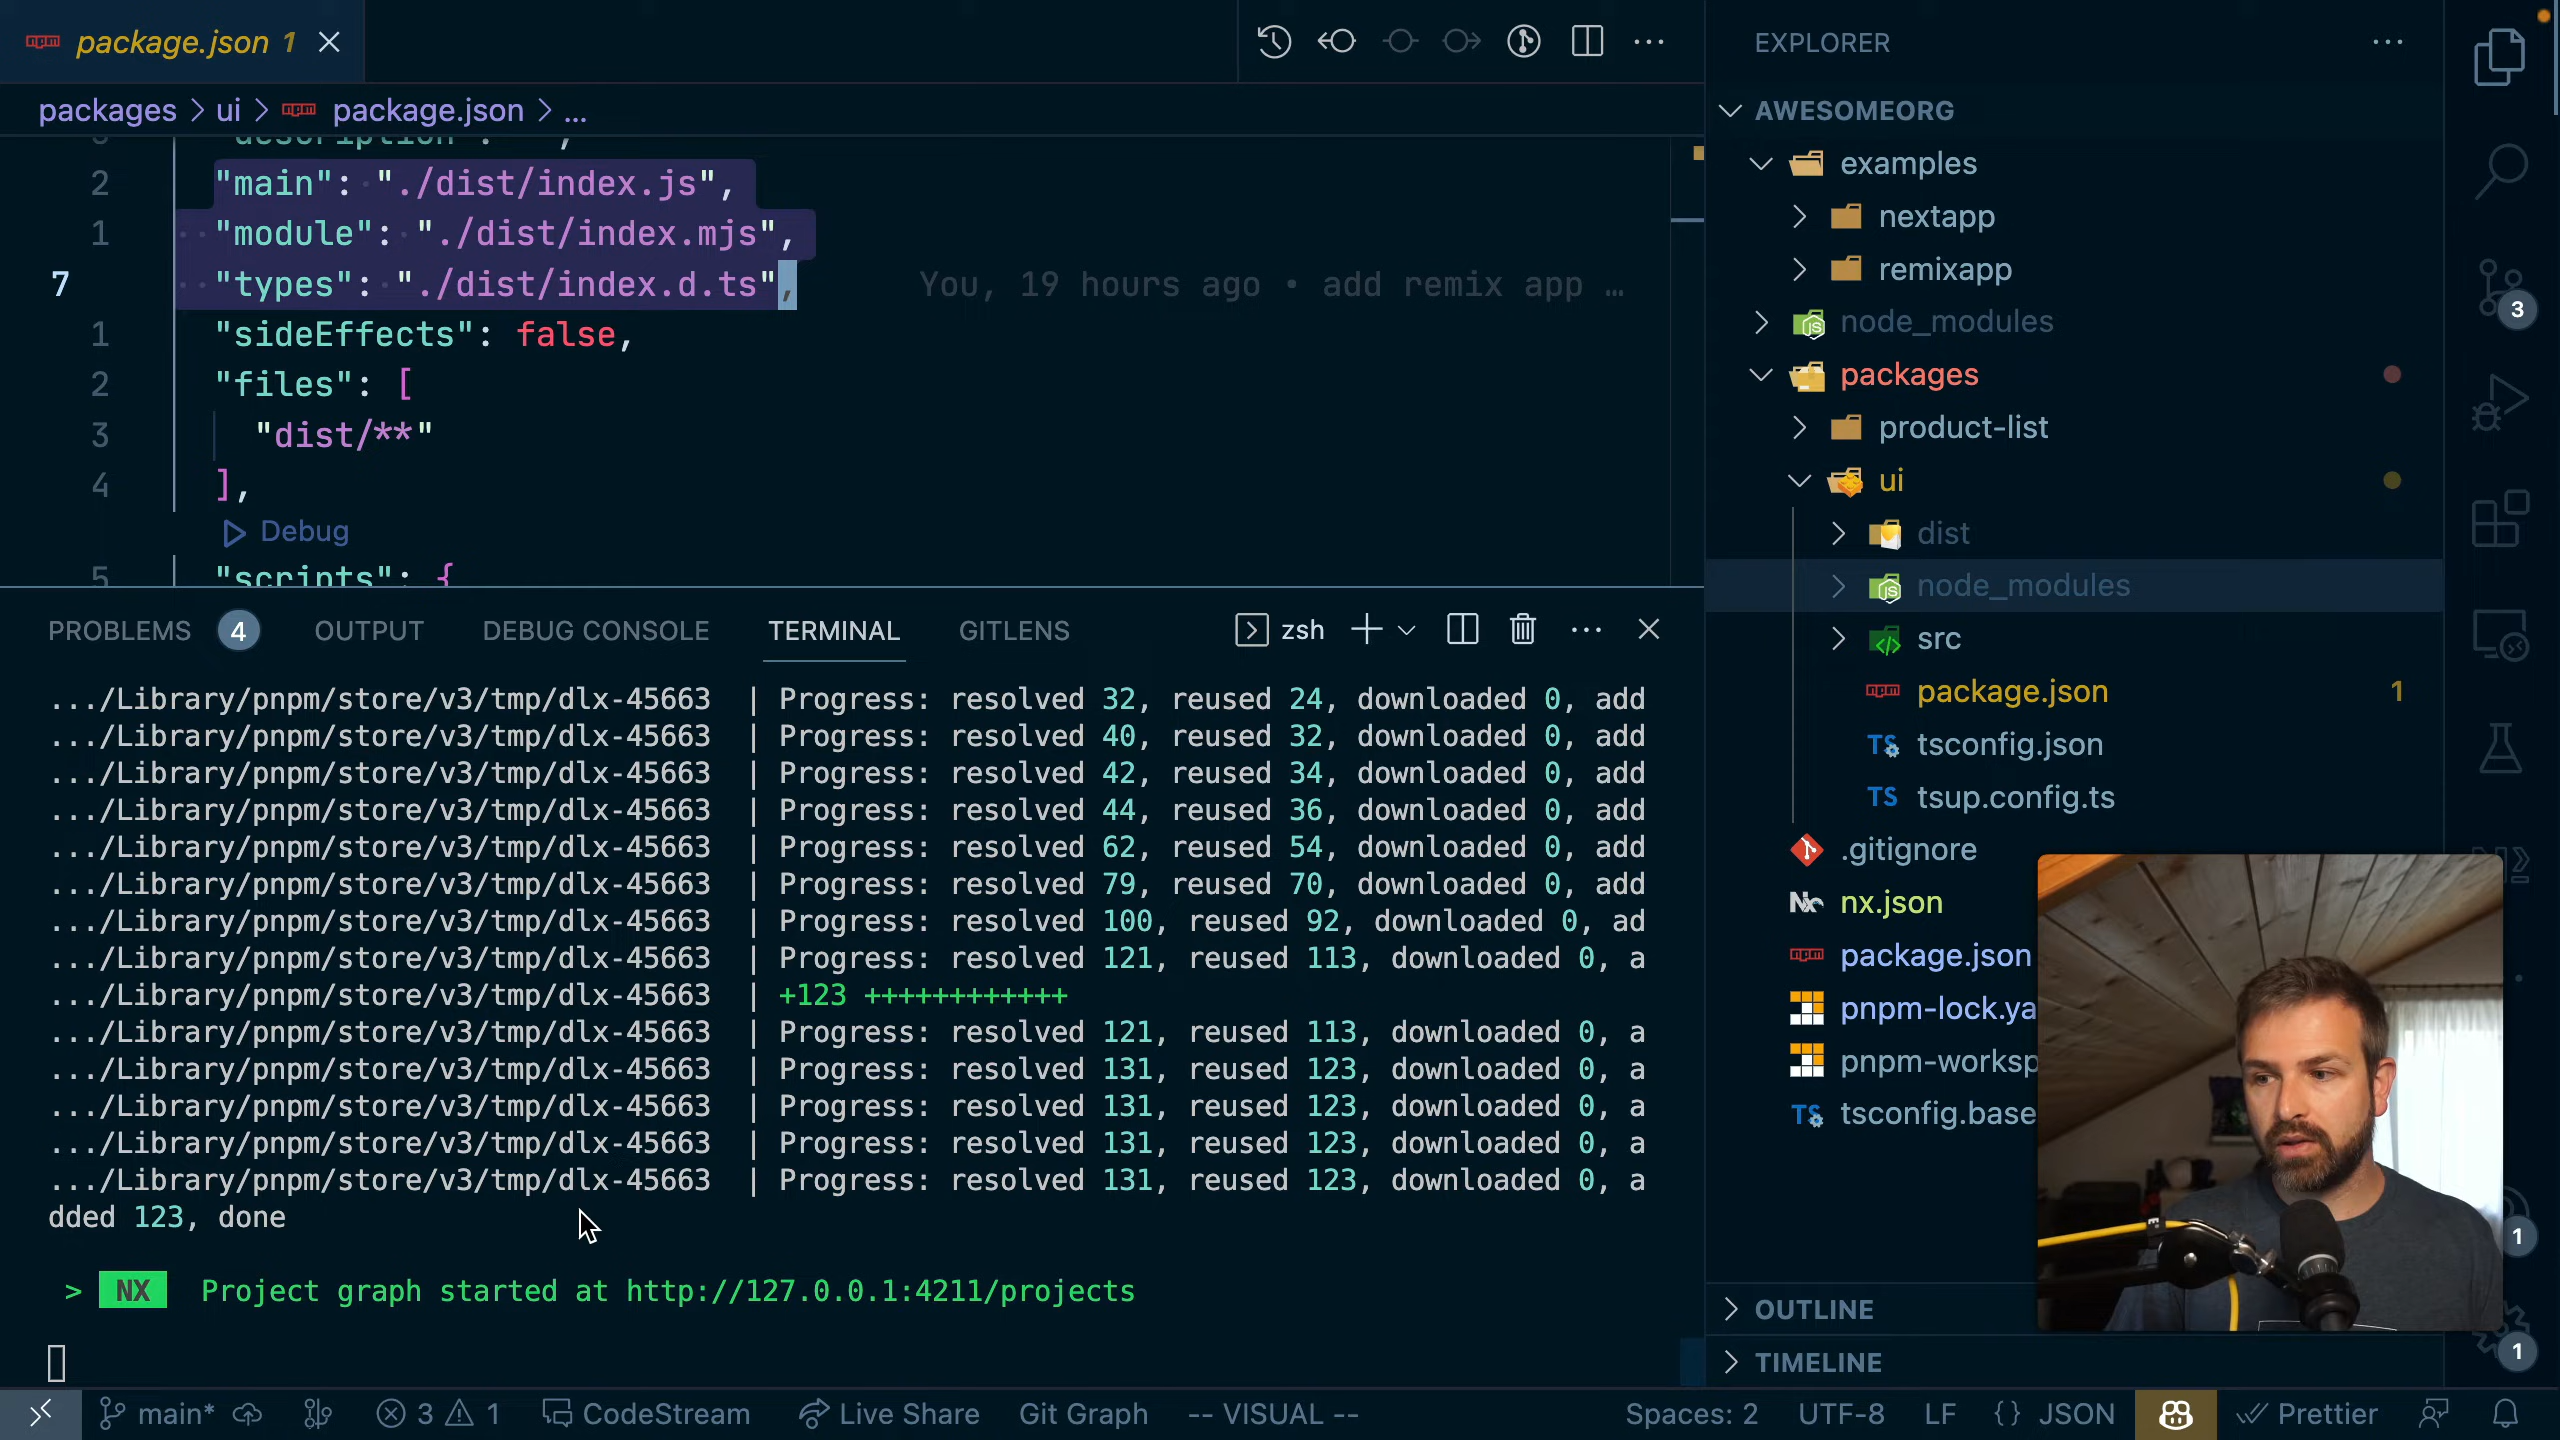 package.json 1
EXPLORER
packages > ui > package.json > ...
AWESOMEORG
"description": "",
2 "main": "./dist/index.js",
1 "module": "./dist/index.mjs",
7 "types": "./dist/index.d.ts", You, 19 hours ago • add remix app …
1 "sideEffects": false,
2 "files": [
3 "dist/**"
4 ],
Debug
5 "scripts": {
examples
nextapp
remixapp
node_modules
packages
product-list
ui
dist
node_modules
src
package.json 1
tsconfig.json
tsup.config.ts
.gitignore
nx.json
package.json
pnpm-lock.ya
pnpm-worksp
tsconfig.base
OUTLINE
TIMELINE
3
1
1
PROBLEMS 4 OUTPUT DEBUG CONSOLE TERMINAL GITLENS zsh
.../Library/pnpm/store/v3/tmp/dlx-45663 | Progress: resolved 32, reused 24, downloaded 0, add
.../Library/pnpm/store/v3/tmp/dlx-45663 | Progress: resolved 40, reused 32, downloaded 0, add
.../Library/pnpm/store/v3/tmp/dlx-45663 | Progress: resolved 42, reused 34, downloaded 0, add
.../Library/pnpm/store/v3/tmp/dlx-45663 | Progress: resolved 44, reused 36, downloaded 0, add
.../Library/pnpm/store/v3/tmp/dlx-45663 | Progress: resolved 62, reused 54, downloaded 0, add
.../Library/pnpm/store/v3/tmp/dlx-45663 | Progress: resolved 79, reused 70, downloaded 0, add
.../Library/pnpm/store/v3/tmp/dlx-45663 | Progress: resolved 100, reused 92, downloaded 0, ad
.../Library/pnpm/store/v3/tmp/dlx-45663 | Progress: resolved 121, reused 113, downloaded 0, a
.../Library/pnpm/store/v3/tmp/dlx-45663 | +123 ++++++++++++
.../Library/pnpm/store/v3/tmp/dlx-45663 | Progress: resolved 121, reused 113, downloaded 0, a
.../Library/pnpm/store/v3/tmp/dlx-45663 | Progress: resolved 131, reused 123, downloaded 0, a
.../Library/pnpm/store/v3/tmp/dlx-45663 | Progress: resolved 131, reused 123, downloaded 0, a
.../Library/pnpm/store/v3/tmp/dlx-45663 | Progress: resolved 131, reused 123, downloaded 0, a
.../Library/pnpm/store/v3/tmp/dlx-45663 | Progress: resolved 131, reused 123, downloaded 0, a
dded 123, done
> NX Project graph started at http://127.0.0.1:4211/projects
main* 3 1 CodeStream Live Share Git Graph -- VISUAL -- Spaces: 2 UTF-8 LF {} JSON Prettier